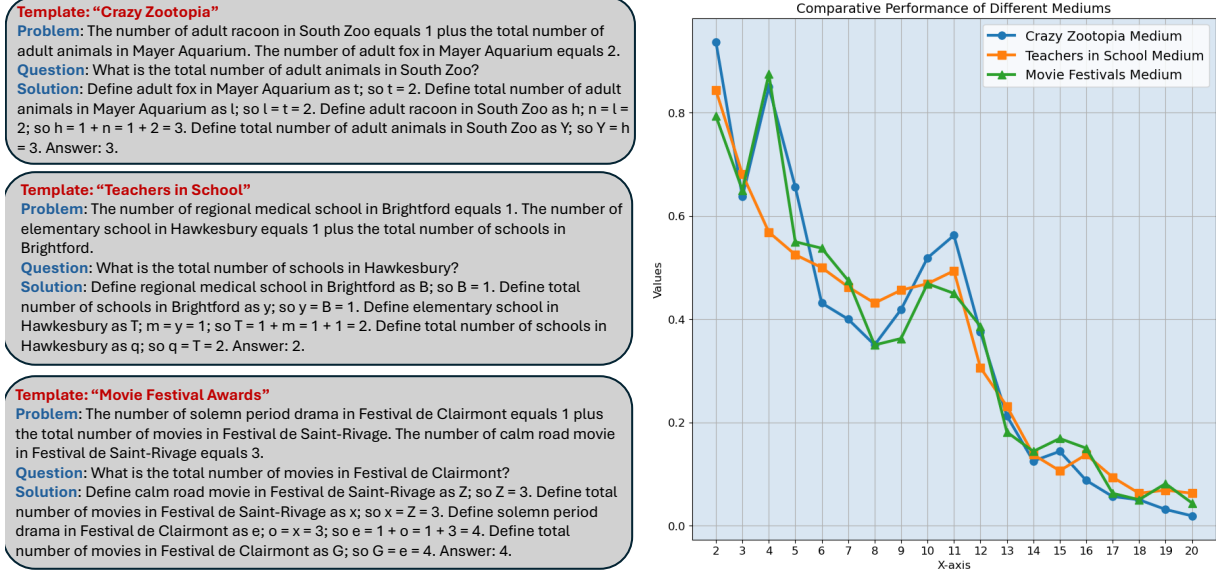 Template: “Crazy Zootopia”
Problem: The number of adult racoon in South Zoo equals 1 plus the total number of
adult animals in Mayer Aquarium. The number of adult fox in Mayer Aquarium equals 2.
Question: What is the total number of adult animals in South Zoo?
Solution: Define adult fox in Mayer Aquarium as t; so t = 2. Define total number of adult
animals in Mayer Aquarium as l; so l = t = 2. Define adult racoon in South Zoo as h; n = l =
2; so h = 1 + n = 1 + 2 = 3. Define total number of adult animals in South Zoo as Y; so Y = h
= 3. Answer: 3.
Template: “Teachers in School”
Problem: The number of regional medical school in Brightford equals 1. The number of
elementary school in Hawkesbury equals 1 plus the total number of schools in
Brightford.
Question: What is the total number of schools in Hawkesbury?
Solution: Define regional medical school in Brightford as B; so B = 1. Define total
number of schools in Brightford as y; so y = B = 1. Define elementary school in
Hawkesbury as T; m = y = 1; so T = 1 + m = 1 + 1 = 2. Define total number of schools in
Hawkesbury as q; so q = T = 2. Answer: 2.
Template: “Movie Festival Awards”
Problem: The number of solemn period drama in Festival de Clairmont equals 1 plus
the total number of movies in Festival de Saint-Rivage. The number of calm road movie
in Festival de Saint-Rivage equals 3.
Question: What is the total number of movies in Festival de Clairmont?
Solution: Define calm road movie in Festival de Saint-Rivage as Z; so Z = 3. Define total
number of movies in Festival de Saint-Rivage as x; so x = Z = 3. Define solemn period
drama in Festival de Clairmont as e; o = x = 3; so e = 1 + o = 1 + 3 = 4. Define total
number of movies in Festival de Clairmont as G; so G = e = 4. Answer: 4.
Comparative Performance of Different Mediums
Crazy Zootopia Medium
Teachers in School Medium
Movie Festivals Medium
Values
0.8
0.6
0.4
0.2
0.0
2 3 4 5 6 7 8 9 10 11 12 13 14 15 16 17 18 19 20
X-axis